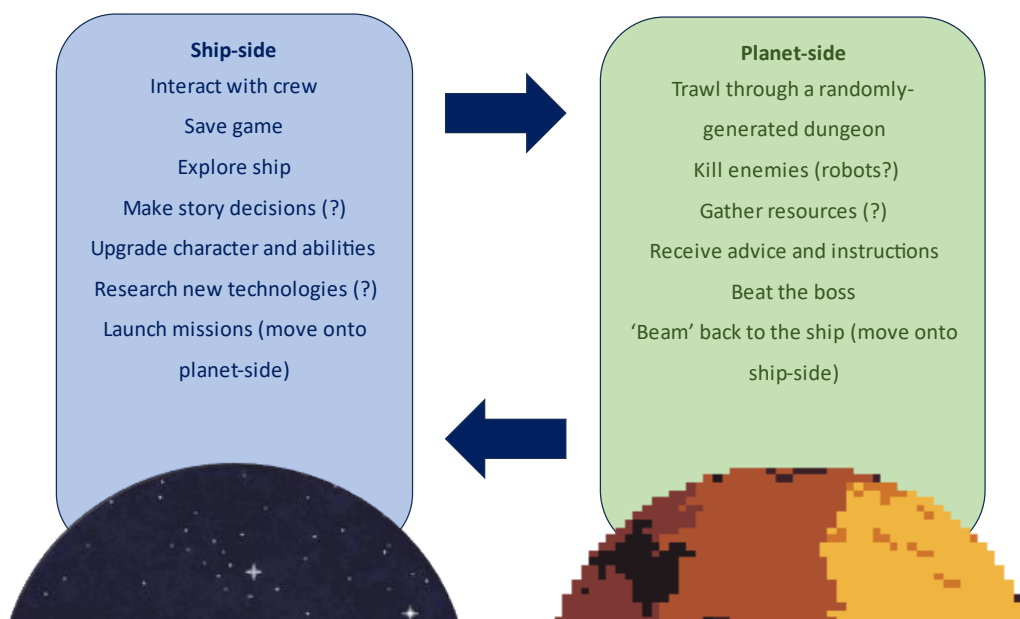 Ship-side
Interact with crew
Save game
Explore ship
Make story decisions (?)
Upgrade character and abilities
Research new technologies (?)
Launch missions (move onto
planet-side)
Planet-side
Trawl through a randomly-
generated dungeon
Kill enemies (robots?)
Gather resources (?)
Receive advice and instructions
Beat the boss
‘Beam’ back to the ship (move onto
ship-side)